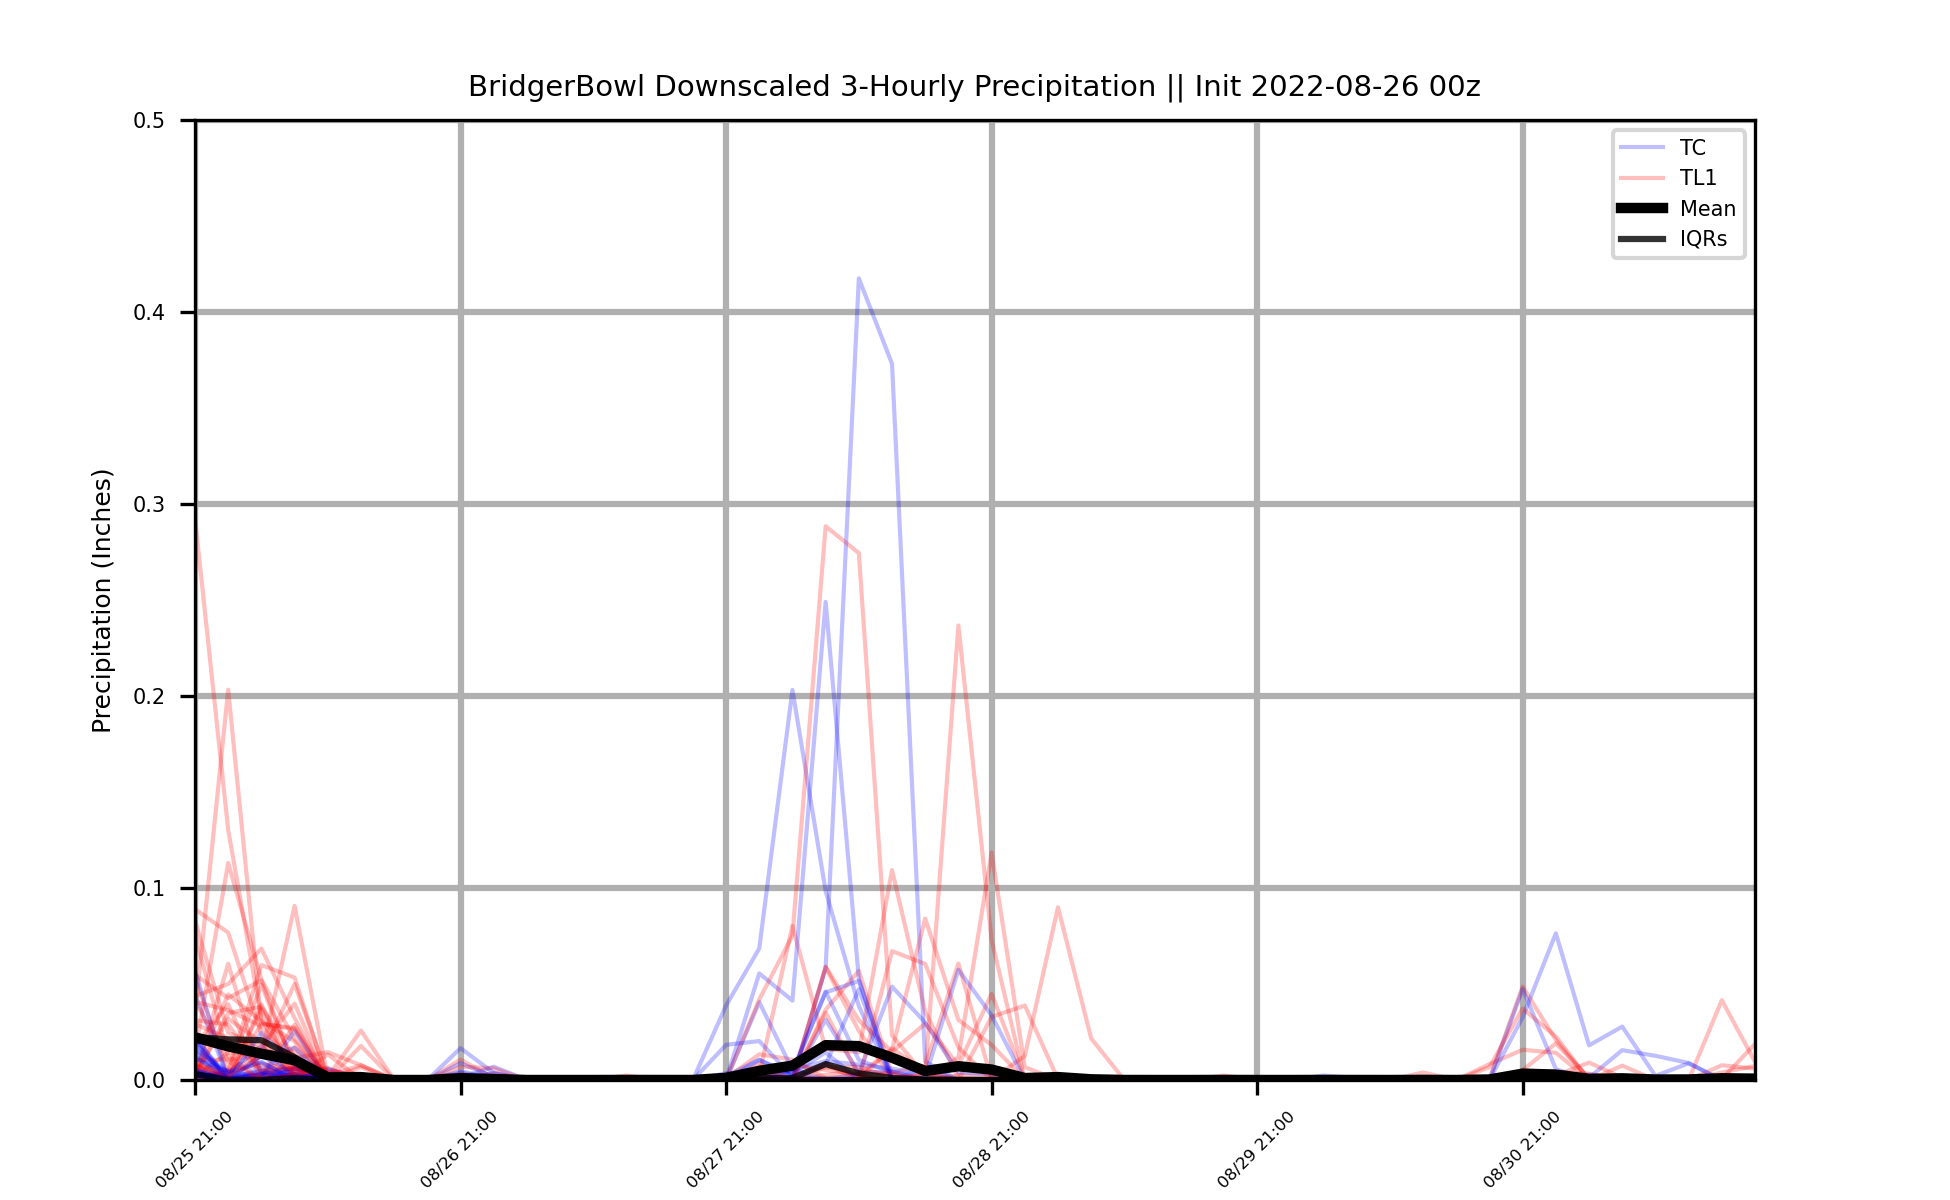 BridgerBowl Downscaled 3-Hourly Precipitation || Init 2022-08-26 00z
Precipitation (Inches)
0.5
0.4
0.3
0.2
0.1
0.0
TC
TL1
Mean
IQRs
08/25 21:00
08/26 21:00
08/27 21:00
08/28 21:00
08/29 21:00
08/30 21:00